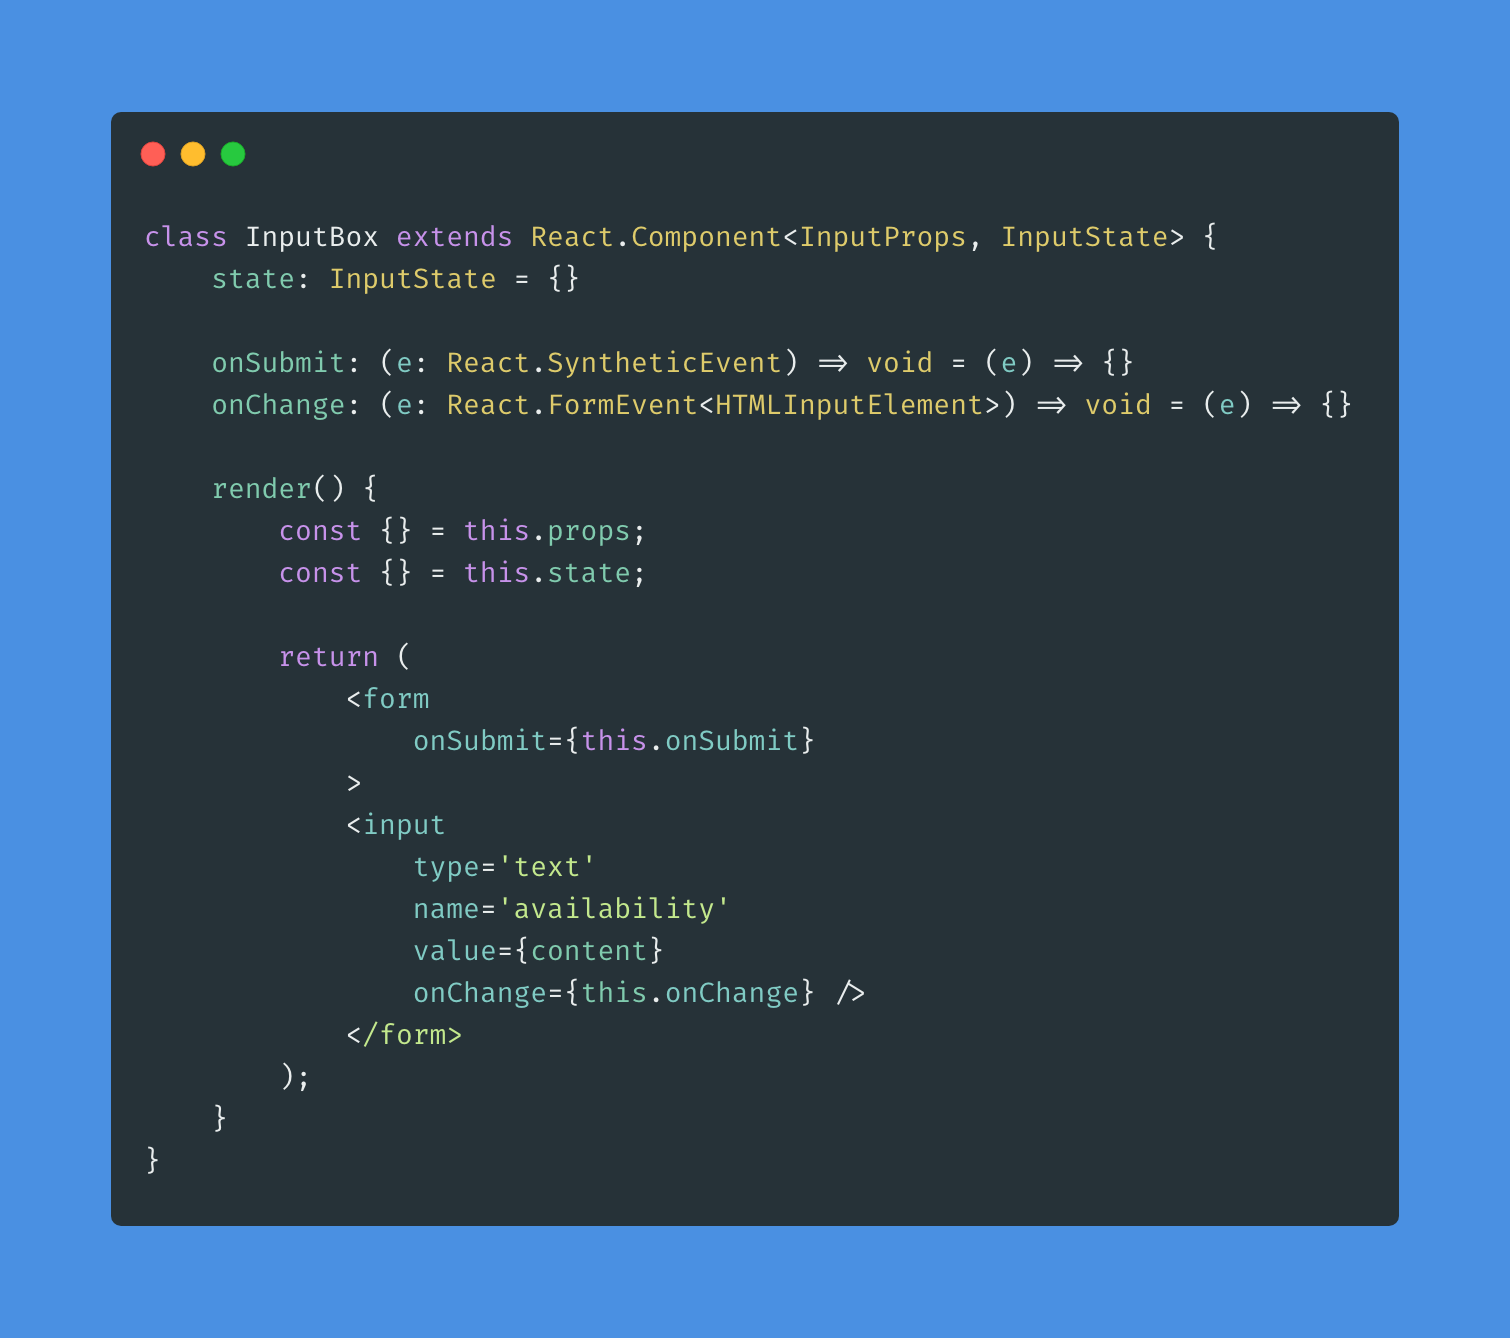 class InputBox extends React.Component<InputProps, InputState> {
    state: InputState = {}

    onSubmit: (e: React.SyntheticEvent) => void = (e) => {}
    onChange: (e: React.FormEvent<HTMLInputElement>) => void = (e) => {}

    render() {
        const {} = this.props;
        const {} = this.state;

        return (
            <form
                onSubmit={this.onSubmit}
            >
            <input
                type='text'
                name='availability'
                value={content}
                onChange={this.onChange} />
            </form>
        );
    }
}